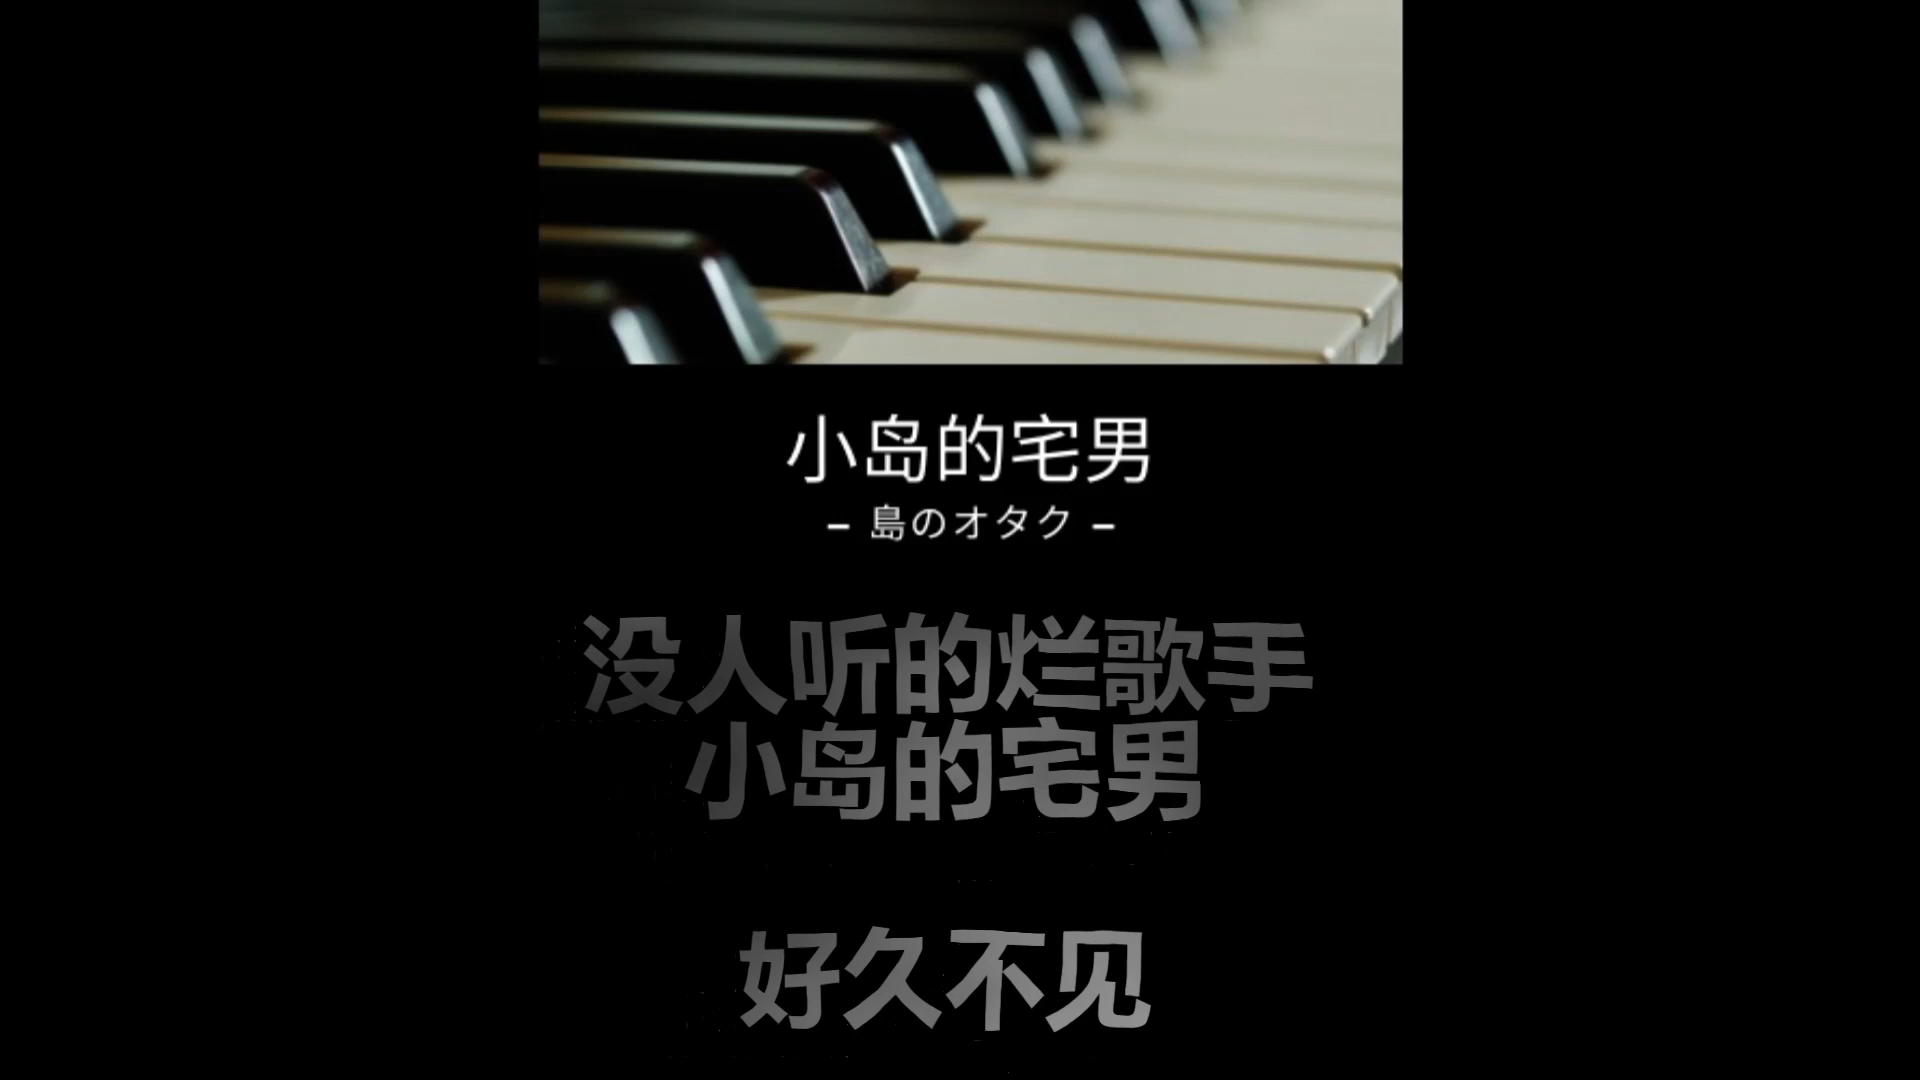 小岛的宅男
– 島のオタク –
没人听的烂歌手
小岛的宅男
好久不见